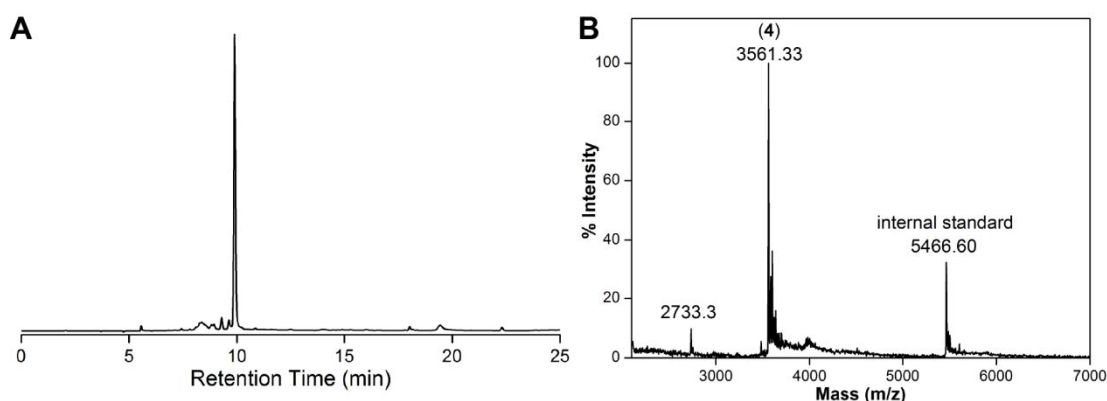 A
0 5 10 15 20 25
Retention Time (min)
B
(4)
3561.33
100
80
60
40
20
0
% Intensity
internal standard
5466.60
2733.3
3000 4000 5000 6000 7000
Mass (m/z)